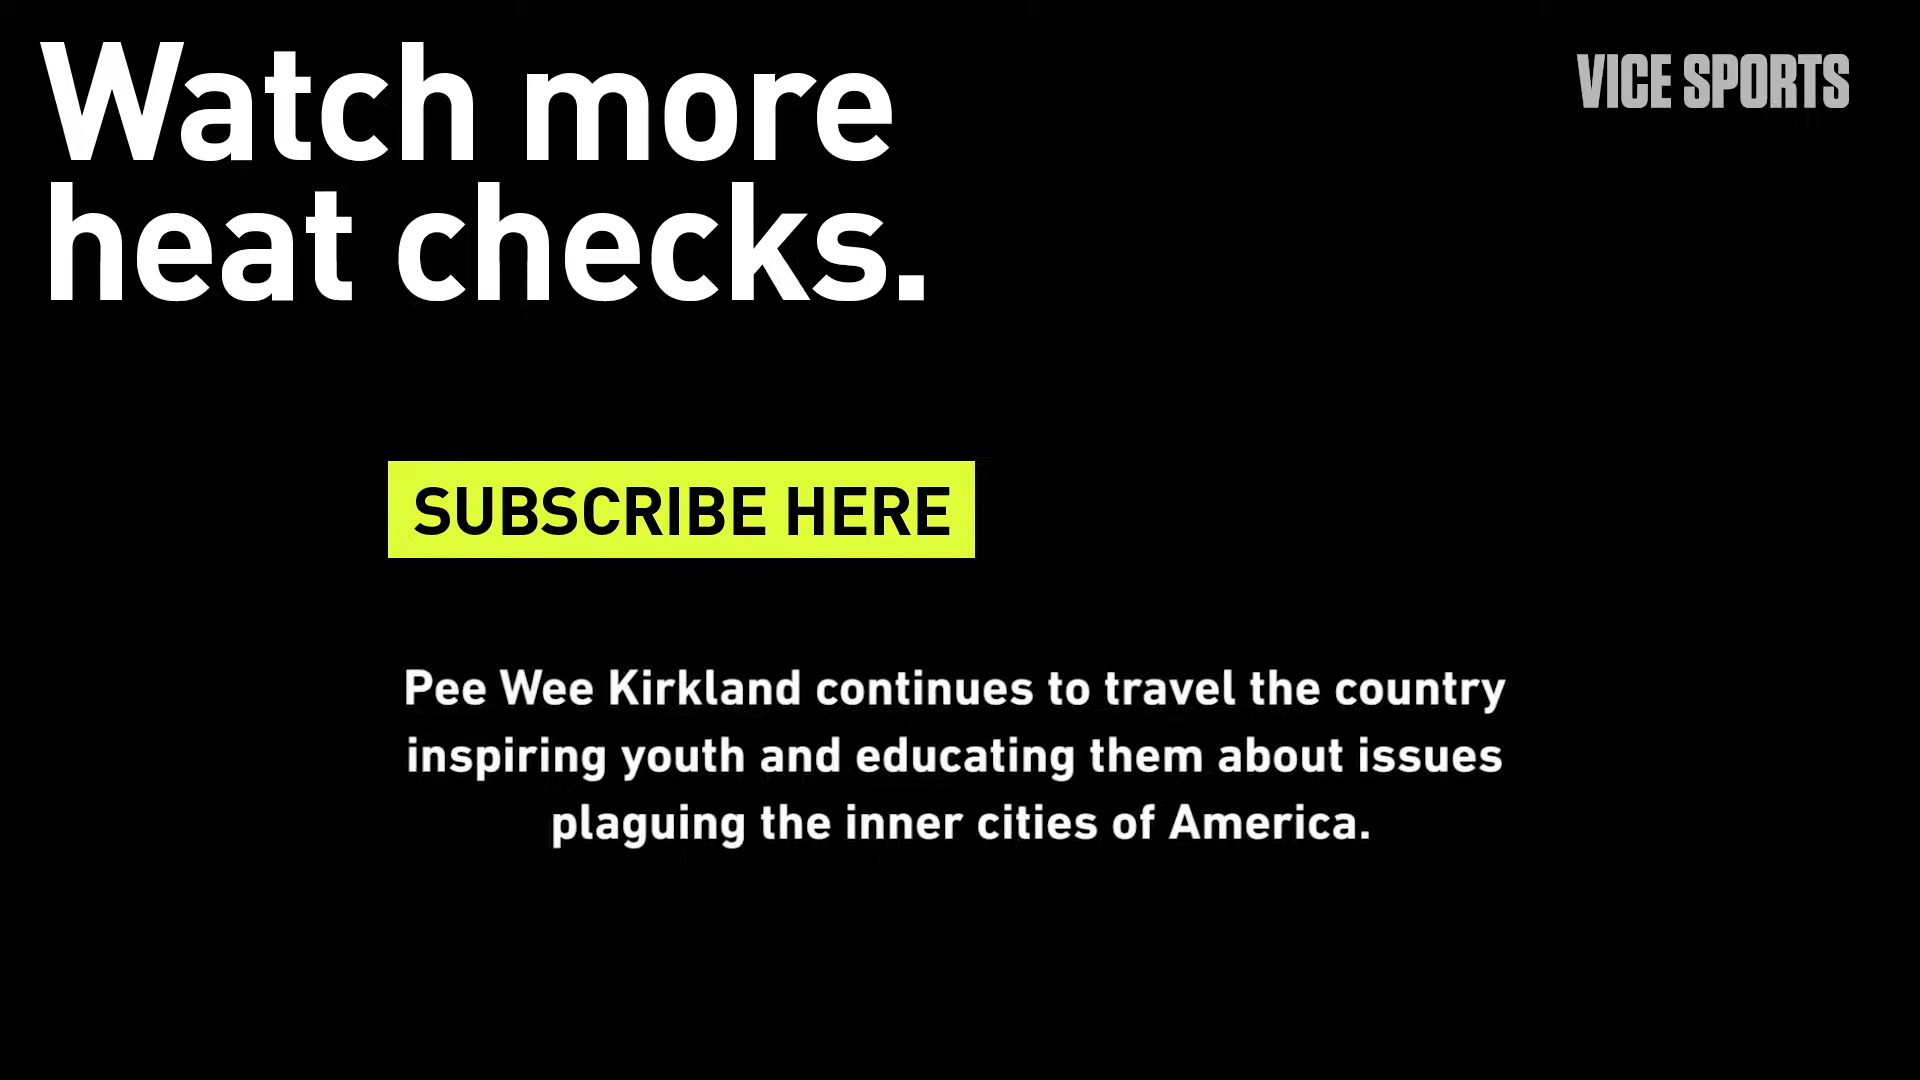 Watch more
heat checks.
VICE SPORTS
SUBSCRIBE HERE
Pee Wee Kirkland continues to travel the country
inspiring youth and educating them about issues
plaguing the inner cities of America.